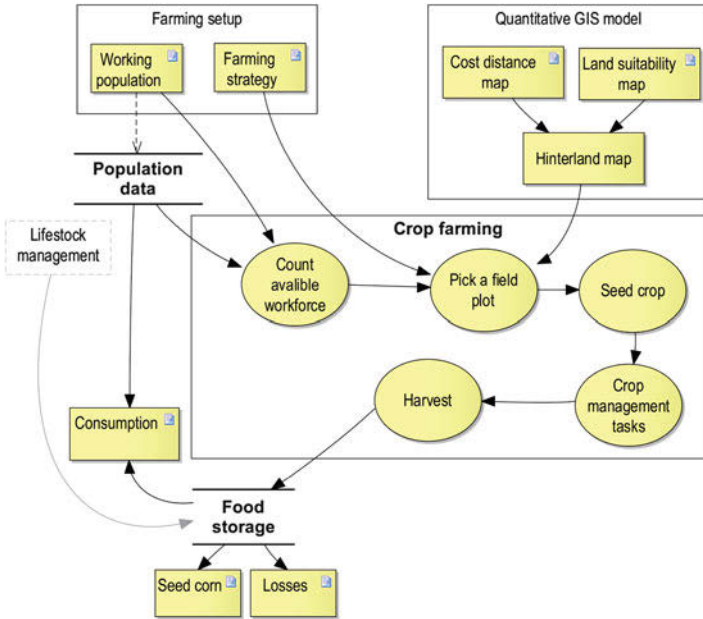 Farming setup
Working
population
Farming
strategy
Quantitative GIS model
Cost distance
map
Land suitability
map
Hinterland map
Population
data
Lifestock
management
Crop farming
Count
avalible
workforce
Pick a field
plot
Seed crop
Consumption
Harvest
Crop
management
tasks
Food
storage
Seed corn
Losses